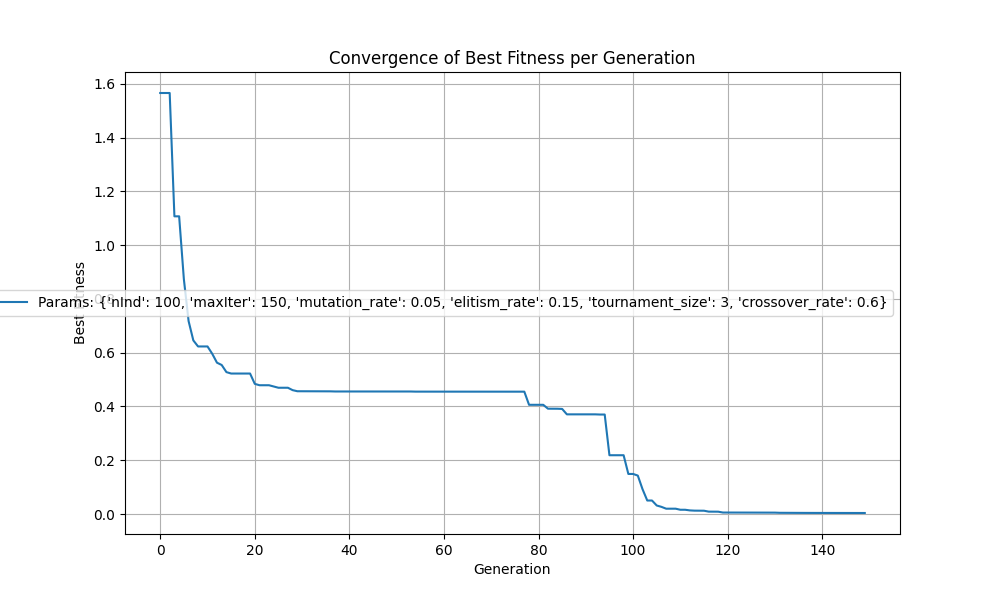 Convergence of Best Fitness per Generation
1.6
1.4
1.2
1.0
Params: {'nInd': 100, 'maxIter': 150, 'mutation_rate': 0.05, 'elitism_rate': 0.15, 'tournament_size': 3, 'crossover_rate': 0.6}
0.6
0.4
0.2
0.0
0 20 40 60 80 100 120 140
Generation